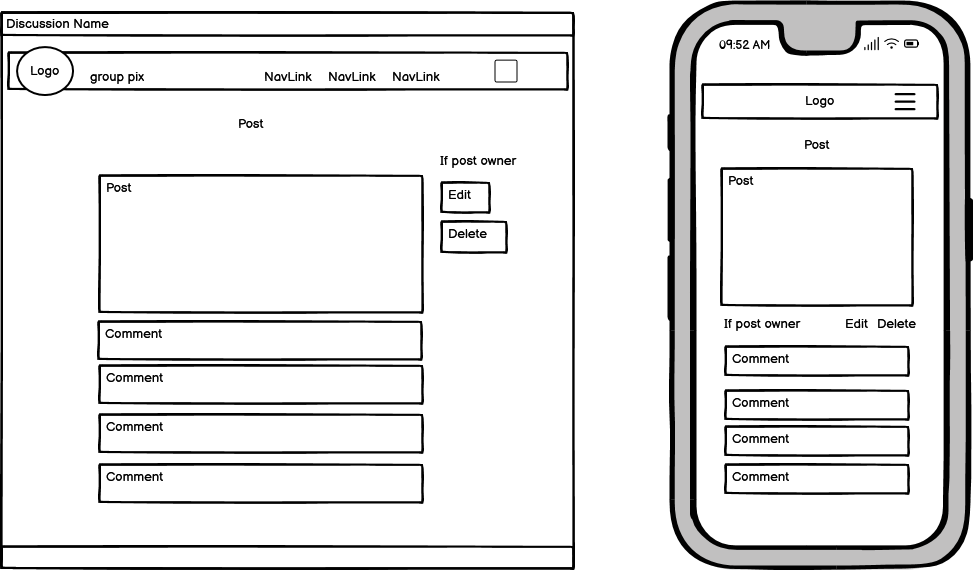 Discussion Name
Logo
group pix
NavLink NavLink NavLink
Post
If post owner
Post
Edit
Delete
Comment
Comment
Comment
Comment
09:52 AM
Logo
Post
Post
If post owner Edit Delete
Comment
Comment
Comment
Comment